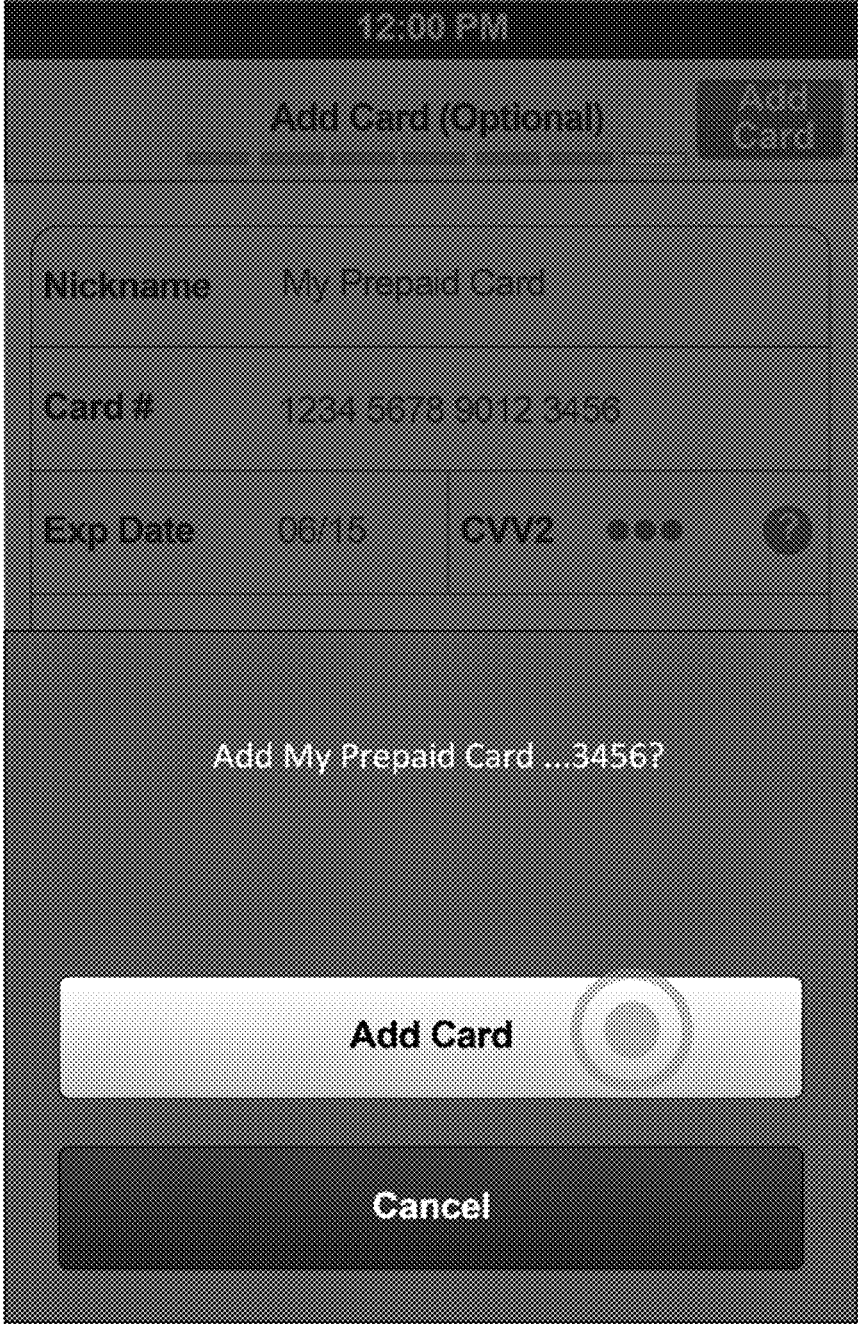 12:00 PM
Add Card (Optional)
Add
Card
Nickname My Prepaid Card
Card # 1234 5678 9012 3456
Exp Date 06/15 CVV2 ●●● ?
Add My Prepaid Card ...3456?
Add Card
Cancel